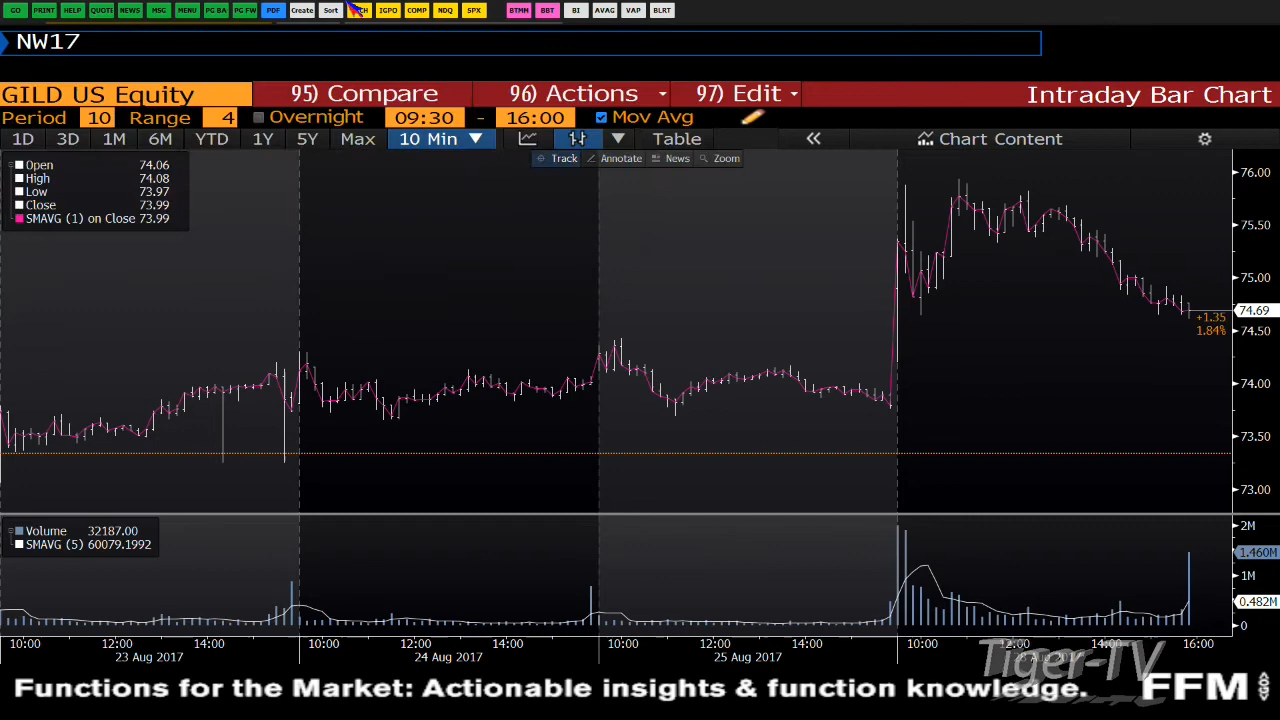 GO PRINT HELP QUOTE NEWS MSG MENU PG BA PG FW PDF Create Sort IGPO COMP NDQ SPX BTMM BBT BI AVAG VAP BLRT
NW17
GILD US Equity 95) Compare 96) Actions 97) Edit Intraday Bar Chart
Period 10 Range 4 Overnight 09:30 - 16:00 Mov Avg
1D 3D 1M 6M YTD 1Y 5Y Max 10 Min Table « Chart Content
Track Annotate News Zoom
Open 74.06
High 74.08
Low 73.97
Close 73.99
SMAVG (1) on Close 73.99
76.00
75.50
75.00
74.69
+1.35
1.84%
74.50
74.00
73.50
73.00
Volume 32187.00
SMAVG (5) 60079.1992
2M
1.460M
1M
0.482M
0
10:00 12:00 14:00 10:00 12:00 14:00 10:00 12:00 14:00 10:00 12:00 14:00 16:00
23 Aug 2017 24 Aug 2017 25 Aug 2017 28 Aug 2017
Tiger-TV
Functions for the Market: Actionable insights & function knowledge. FFM